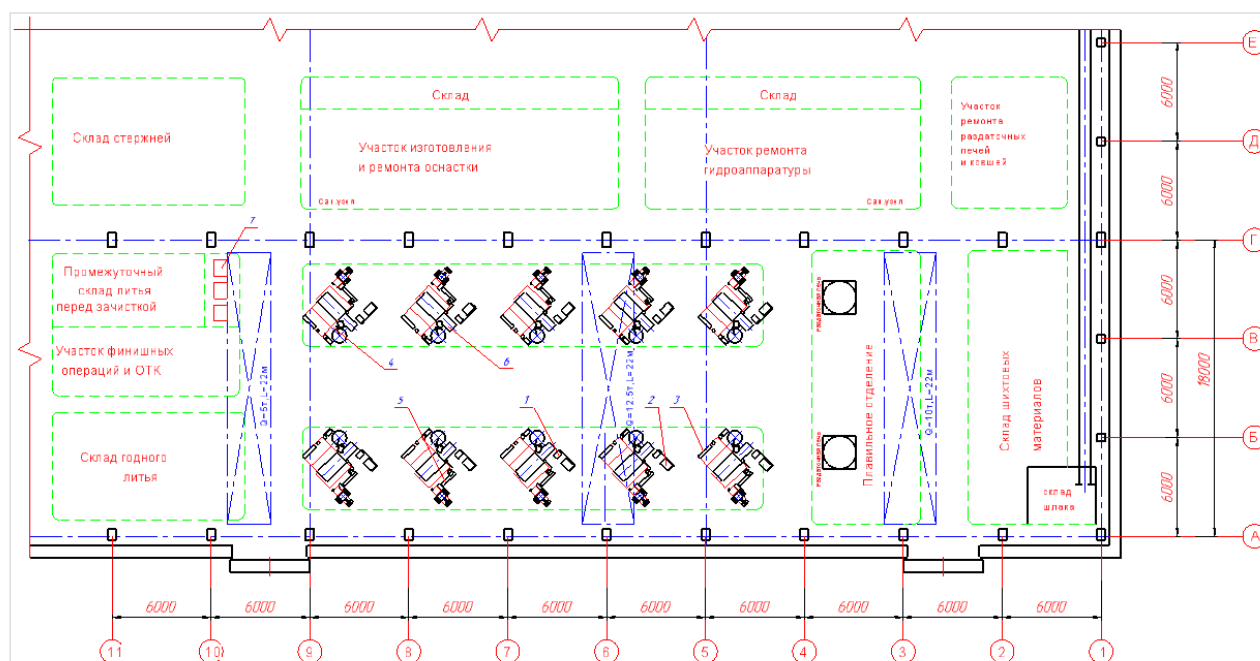 Е
Склад
Склад
Участок
ремонта
раздаточных
печей
и ковшей
6000
Склад стержней
Участок изготовления
и ремонта оснастки
Участок ремонта
гидроаппаратуры
Д
6000
Сан.узел
Сан.узел
7
Г
Промежуточный
склад литья
перед зачисткой
6000
4
6
В
Участок финишных
операций и ОТК
Q=5т,L=22м
Q=12.5т,L=22м
Q=10т,L=22м
Плавильное отделение
Склад шихтовых
материалов
6000
18000
5
1
2
3
Б
Склад годного
литья
6000
склад
шлака
А
6000
6000
6000
6000
6000
6000
6000
6000
6000
6000
11
10
9
8
7
6
5
4
3
2
1